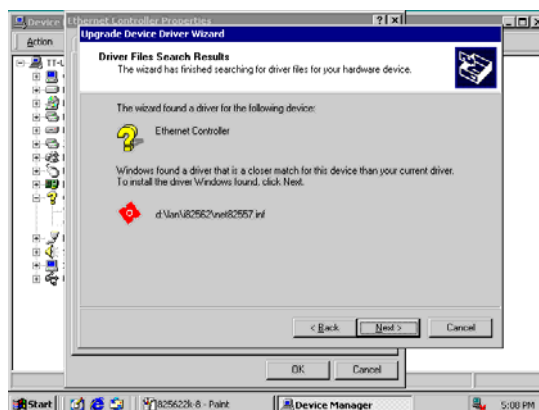 Device
Ethernet Controller Properties
Upgrade Device Driver Wizard
Action
Driver Files Search Results
The wizard has finished searching for driver files for your hardware device.
The wizard found a driver for the following device:
Ethernet Controller
Windows found a driver that is a closer match for this device than your current driver.
To install the driver Windows found, click Next.
d:\lan\i82562\net82557.inf
< Back
Next >
Cancel
OK
Cancel
Start
825622k-8 - Paint
Device Manager
5:08 PM